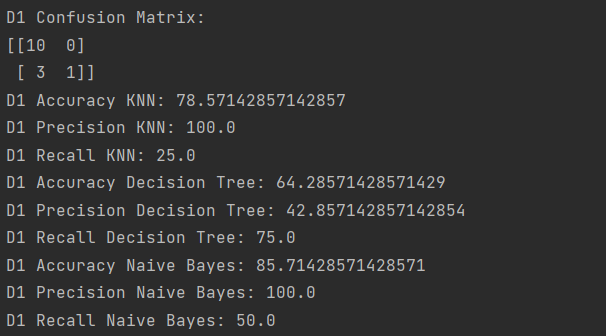 D1 Confusion Matrix:
[[10  0]
 [ 3  1]]
D1 Accuracy KNN: 78.57142857142857
D1 Precision KNN: 100.0
D1 Recall KNN: 25.0
D1 Accuracy Decision Tree: 64.28571428571429
D1 Precision Decision Tree: 42.857142857142854
D1 Recall Decision Tree: 75.0
D1 Accuracy Naive Bayes: 85.71428571428571
D1 Precision Naive Bayes: 100.0
D1 Recall Naive Bayes: 50.0